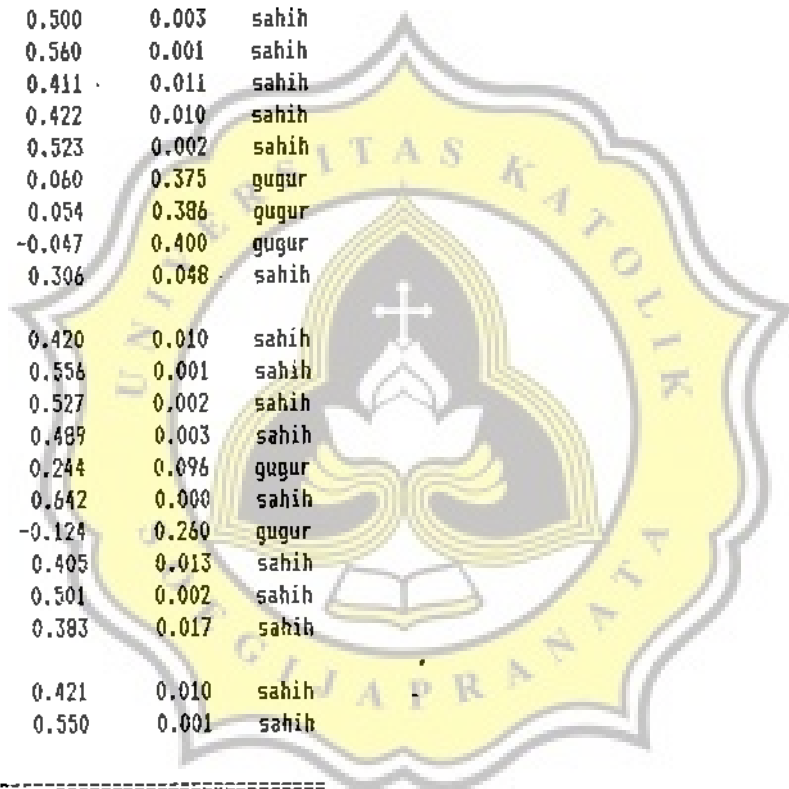 0.500 0.003 sahih
0.560 0.001 sahih
0.411 0.011 sahih
0.422 0.010 sahih
0.523 0.002 sahih
0.060 0.375 gugur
0.054 0.386 gugur
-0.047 0.400 gugur
0.306 0.048 sahih
0.420 0.010 sahih
0.556 0.001 sahih
0.527 0.002 sahih
0.489 0.003 sahih
0.244 0.096 gugur
0.642 0.000 sahih
-0.124 0.260 gugur
0.405 0.013 sahih
0.501 0.002 sahih
0.383 0.017 sahih
0.421 0.010 sahih
0.550 0.001 sahih
UNIVERSITAS KATOLIK
SOEGIJAPRANATA